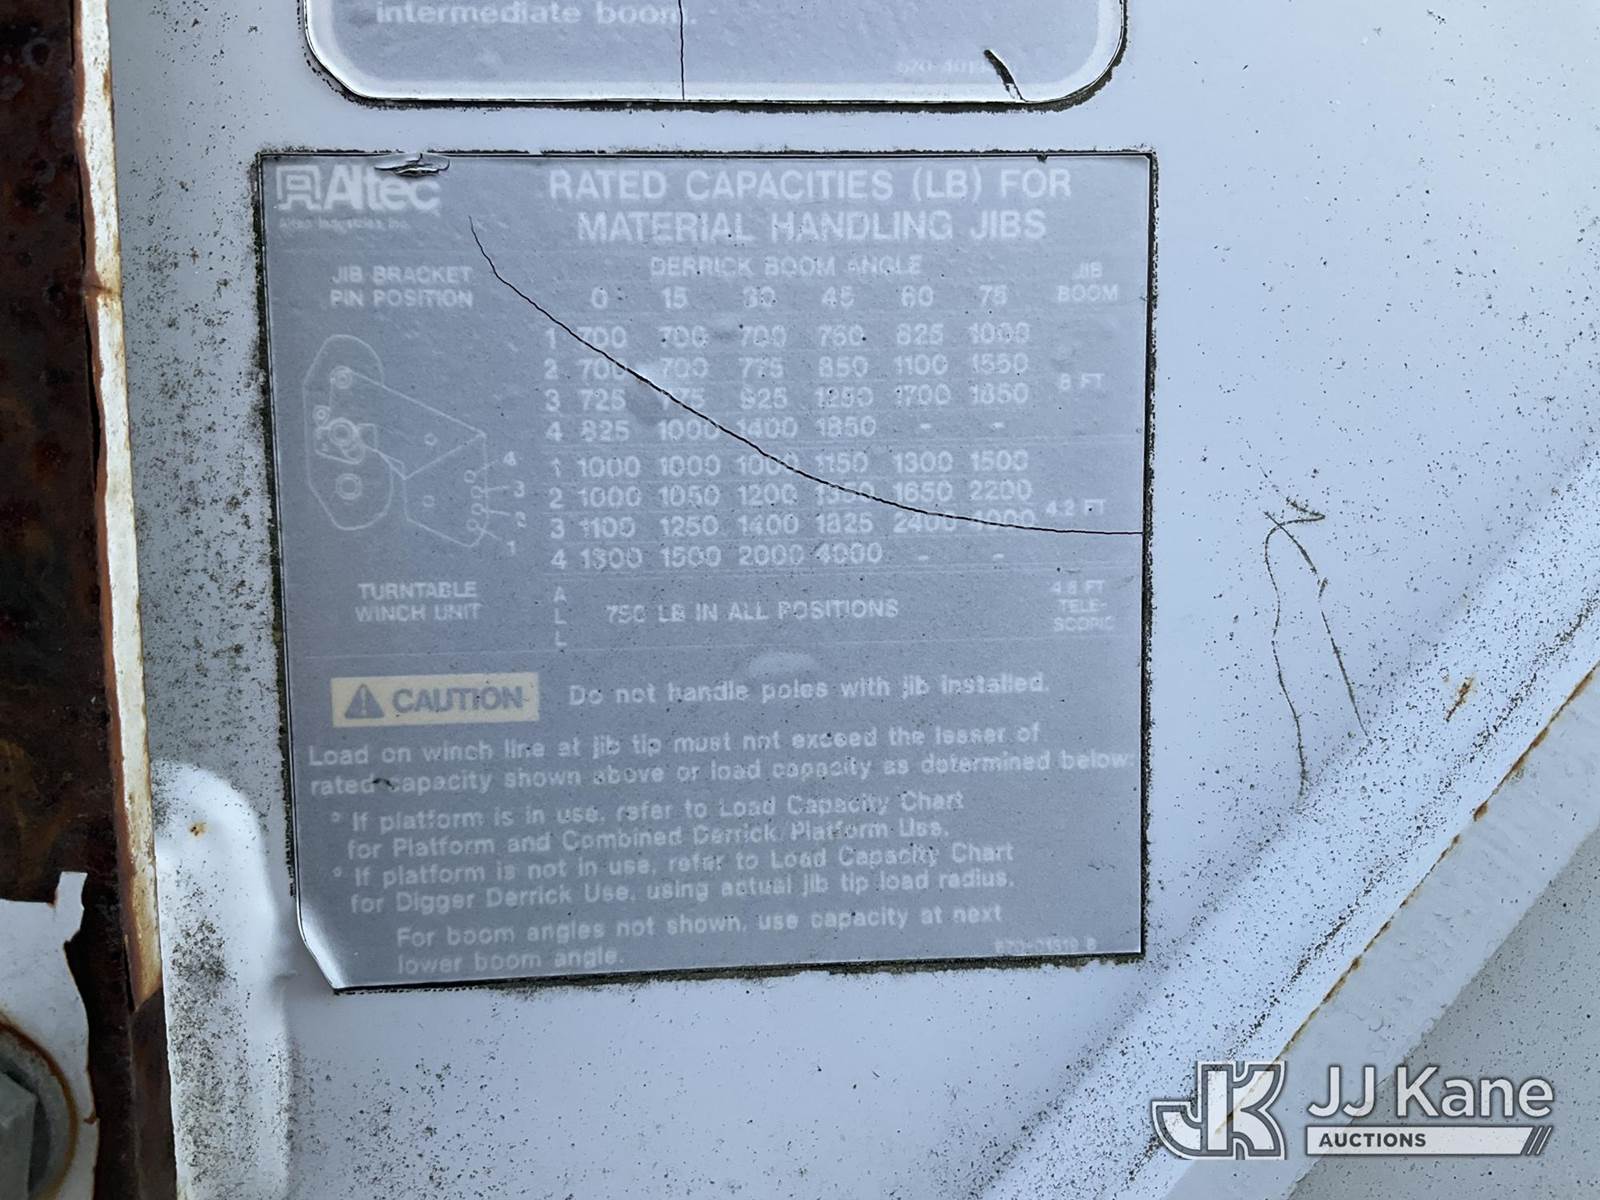 intermediate boom.
Altec
RATED CAPACITIES (LB) FOR
MATERIAL HANDLING JIBS
JIB BRACKET
PIN POSITION
DERRICK BOOM ANGLE
JIB
BOOM
0 15 30 45 60 75
1 700 700 700 750 825 1000
2 700 700 775 850 1100 1550
3 725 775 925 1250 1700 1850
8 FT
4 825 1000 1400 1850 - -
1 1000 1000 1000 1150 1300 1500
2 1000 1050 1200 1350 1650 2200
4.2 FT
3 1100 1250 1400 1825 2400 4000
4 1300 1500 2000 4000 - -
4
3
2
1
TURNTABLE
WINCH UNIT
ALL
750 LB IN ALL POSITIONS
TELE-
SCOPIC
CAUTION
Do not handle poles with jib installed.
Load on winch line at jib tip must not exceed the lesser of
rated capacity shown above or load capacity as determined below:
° If platform is in use, refer to Load Capacity Chart
for Platform and Combined Derrick Platform Use.
° If platform is not in use, refer to Load Capacity Chart
for Digger Derrick Use, using actual jib tip load radius.
For boom angles not shown, use capacity at next
lower boom angle.
JK JJ Kane
AUCTIONS